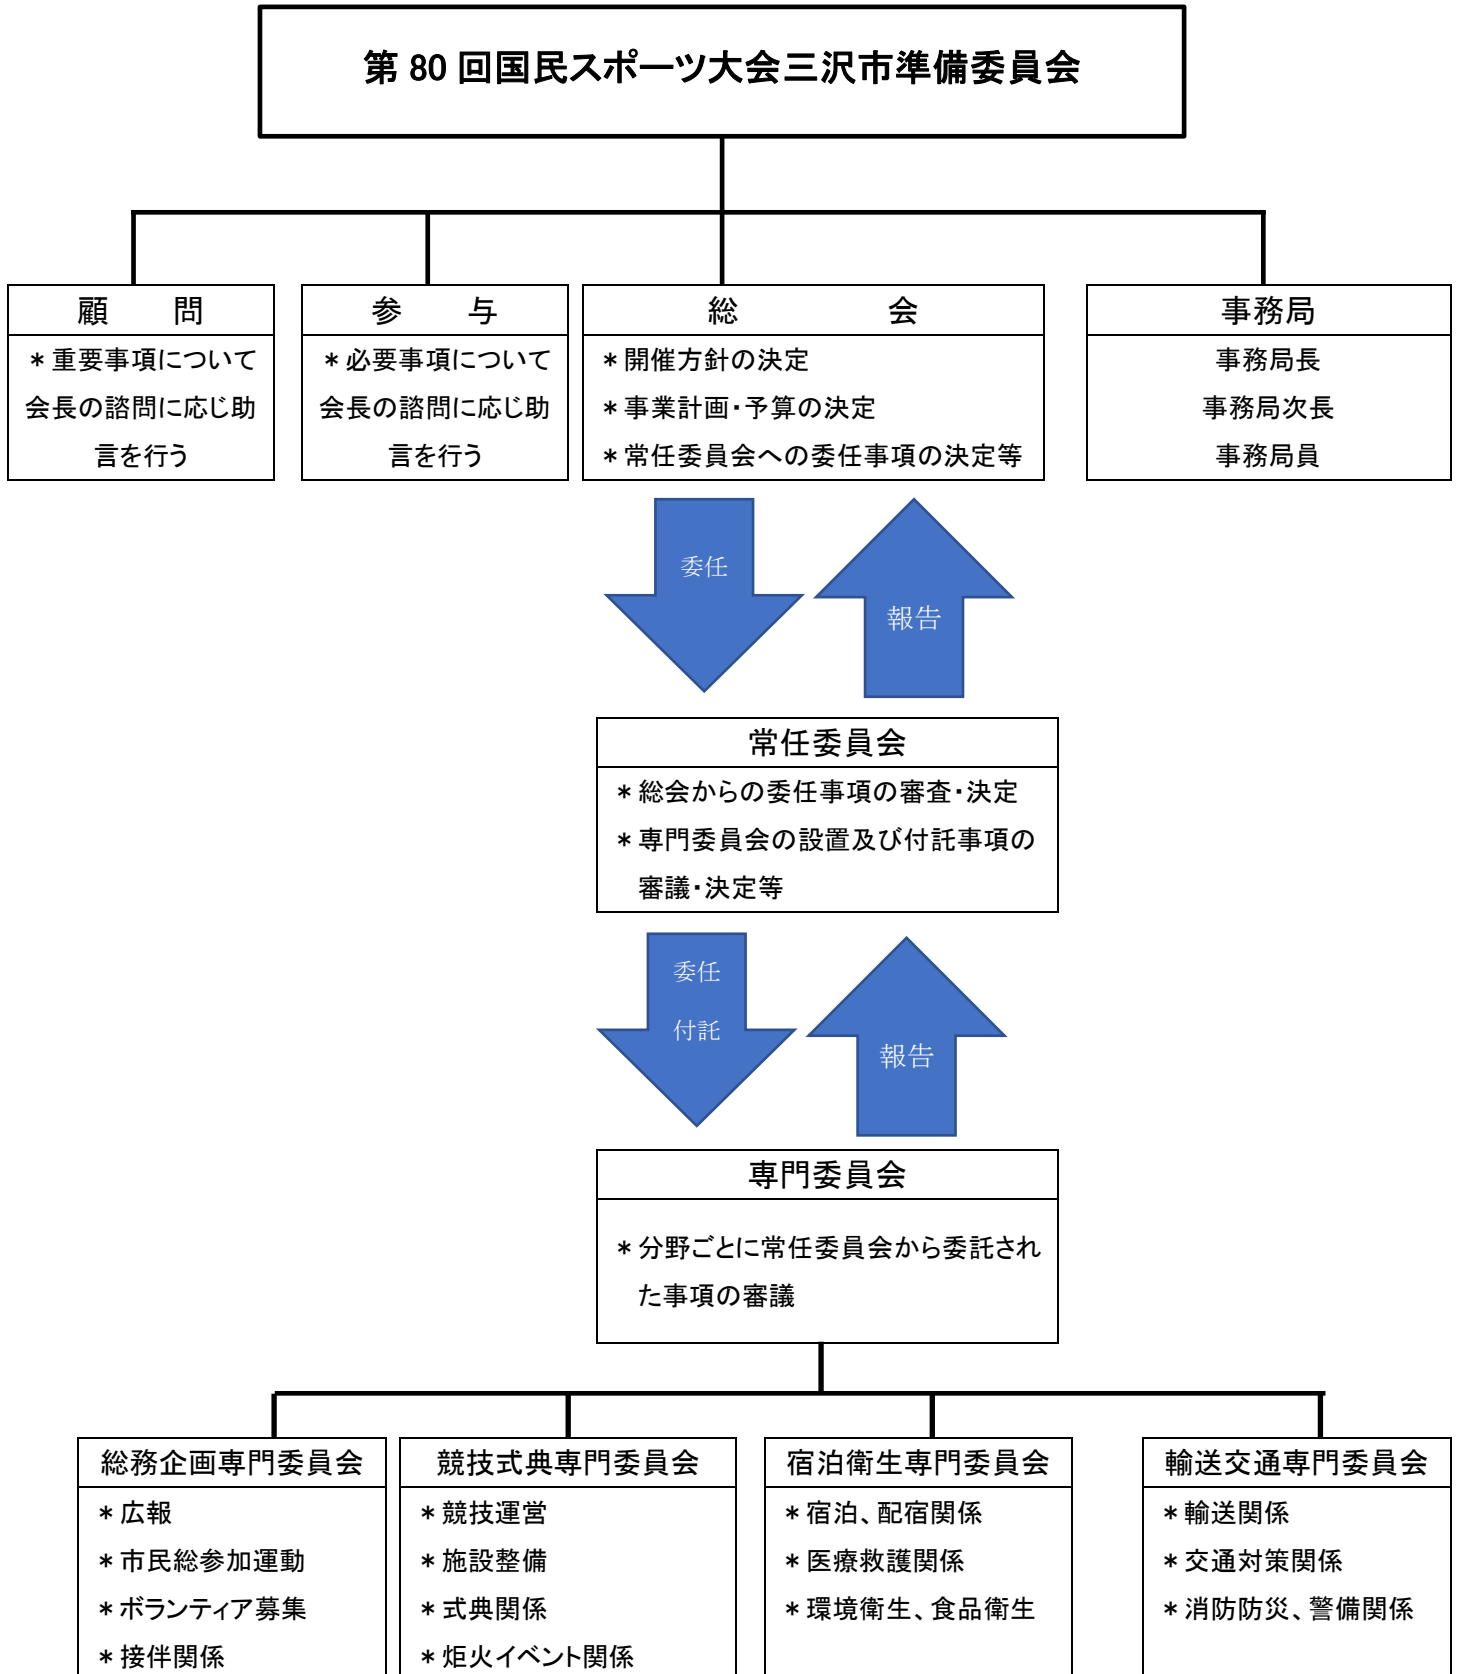 第 80 回国民スポーツ大会三沢市準備委員会
顧　　問
＊重要事項について
会長の諮問に応じ助
言を行う
参　　与
＊必要事項について
会長の諮問に応じ助
言を行う
総　　　　　会
＊開催方針の決定
＊事業計画・予算の決定
＊常任委員会への委任事項の決定等
事務局
事務局長
事務局次長
事務局員
委任
報告
常任委員会
＊総会からの委任事項の審査・決定
＊専門委員会の設置及び付託事項の
審議・決定等
委任
付託
報告
専門委員会
＊分野ごとに常任委員会から委託され
た事項の審議
総務企画専門委員会
＊広報
＊市民総参加運動
＊ボランティア募集
＊接伴関係
競技式典専門委員会
＊競技運営
＊施設整備
＊式典関係
＊炬火イベント関係
宿泊衛生専門委員会
＊宿泊、配宿関係
＊医療救護関係
＊環境衛生、食品衛生
輸送交通専門委員会
＊輸送関係
＊交通対策関係
＊消防防災、警備関係